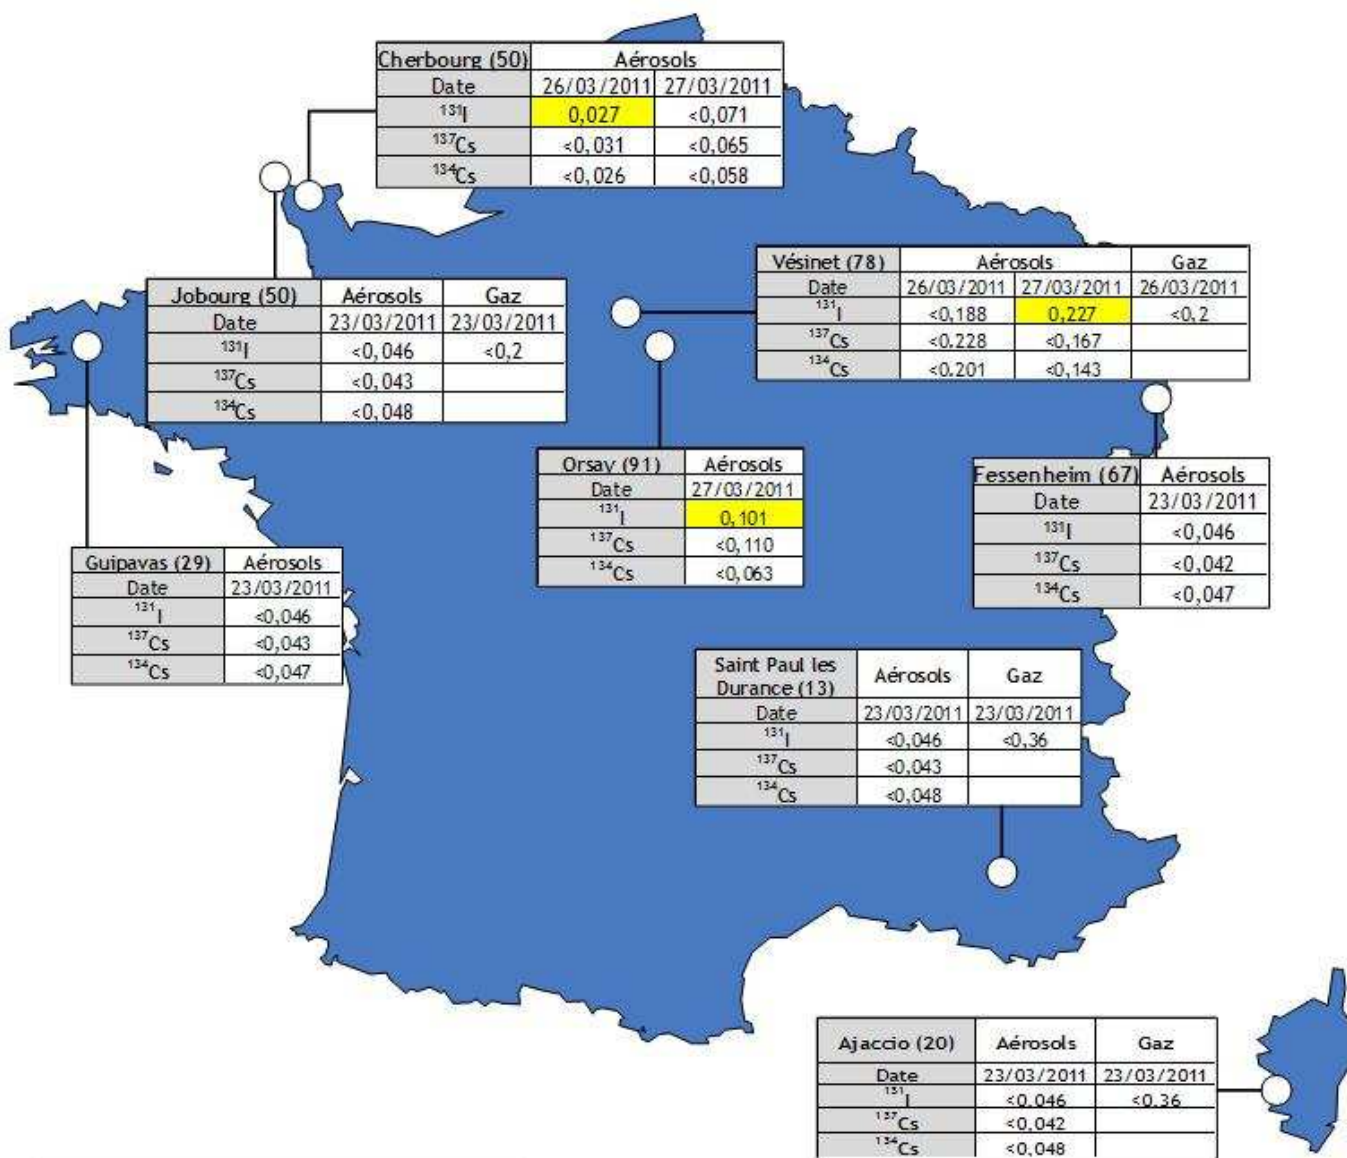 Cherbourg (50) Aérosols
Date 26/03/2011 27/03/2011
131I 0,027 <0,071
137Cs <0,031 <0,065
134Cs <0,026 <0,058
Vésinet (78) Aérosols Gaz
Date 26/03/2011 27/03/2011 26/03/2011
131I <0,188 0,227 <0,2
137Cs <0,228 <0,167
134Cs <0,201 <0,143
Jobourg (50) Aérosols Gaz
Date 23/03/2011 23/03/2011
131I <0,046 <0,2
137Cs <0,043
134Cs <0,048
Orsay (91) Aérosols
Date 27/03/2011
131I 0,101
137Cs <0,110
134Cs <0,063
Fessenheim (67) Aérosols
Date 23/03/2011
131I <0,046
137Cs <0,042
134Cs <0,047
Guipavas (29) Aérosols
Date 23/03/2011
131I <0,046
137Cs <0,043
134Cs <0,047
Saint Paul les
Durance (13) Aérosols Gaz
Date 23/03/2011 23/03/2011
131I <0,046 <0,36
137Cs <0,043
134Cs <0,048
Ajaccio (20) Aérosols Gaz
Date 23/03/2011 23/03/2011
131I <0,046 <0,36
137Cs <0,042
134Cs <0,048